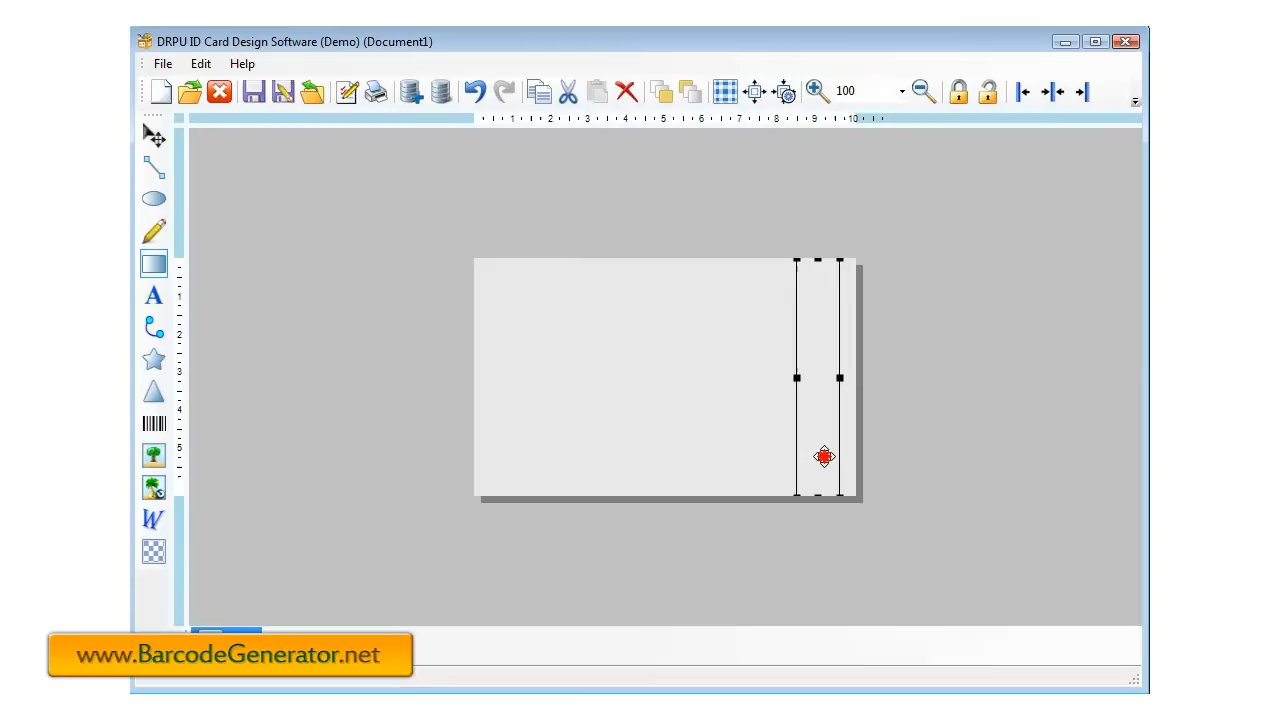 DRPU ID Card Design Software (Demo) (Document1)
File Edit Help
100
1 2 3 4 5 6 7 8 9 10
1
2
3
4
5
A
W
www.BarcodeGenerator.net